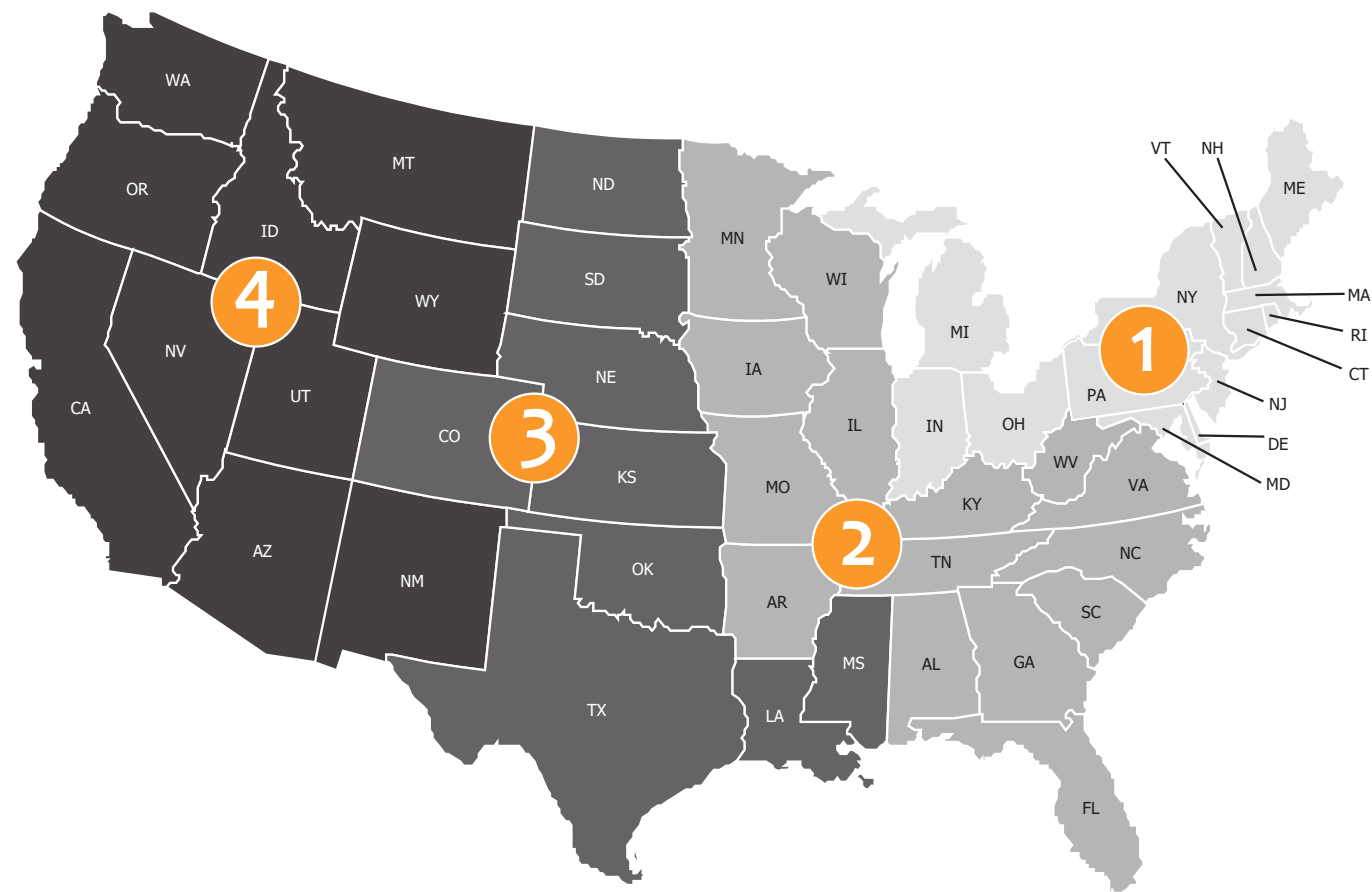 WA
MT
ND
VT
NH
ME
OR
ID
MN
SD
WI
NY
MA
4
WY
RI
NV
MI
1
CT
IA
NE
UT
PA
NJ
CA
CO
3
IL
IN
OH
DE
KS
MO
WV
VA
MD
KY
2
AZ
NM
OK
TN
NC
AR
SC
MS
AL
GA
TX
LA
FL